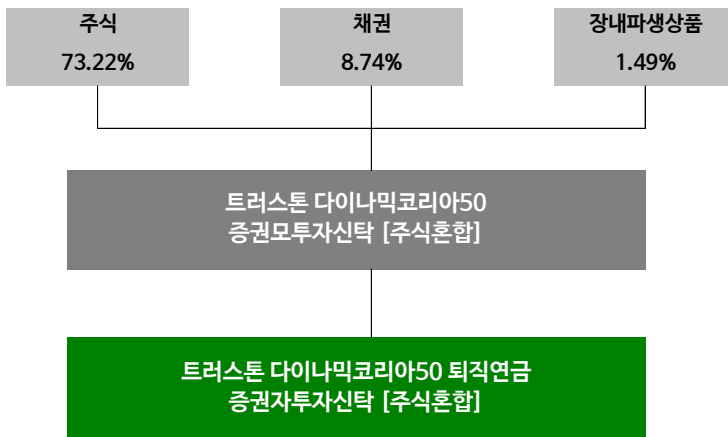 주식
73.22%
채권
8.74%
장내파생상품
1.49%
트러스톤 다이나믹코리아50
증권모투자신탁 [주식혼합]
트러스톤 다이나믹코리아50 퇴직연금
증권자투자신탁 [주식혼합]